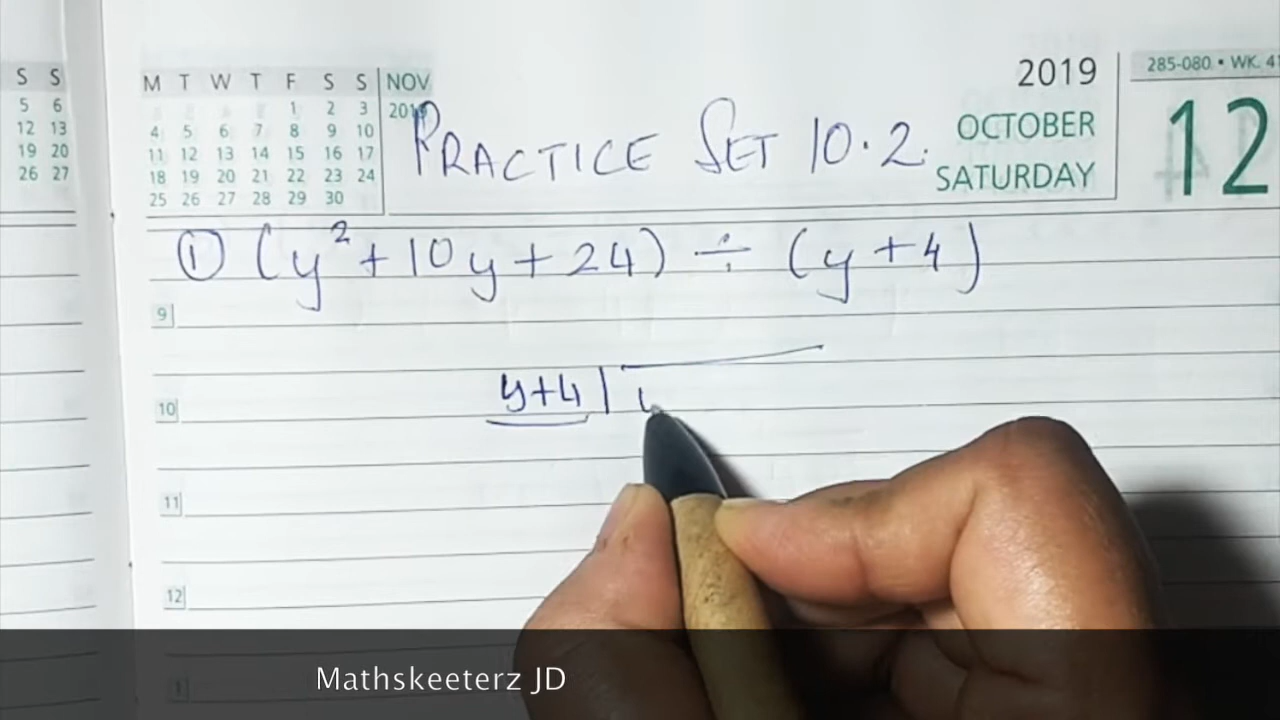 S S
5 6
12 13
19 20
26 27
M T W T F S S NOV
1 2 3
4 5 6 7 8 9 10
11 12 13 14 15 16 17
18 19 20 21 22 23 24
25 26 27 28 29 30
PRACTICE SET 10.2.
2019
OCTOBER
SATURDAY
285-080 • WK. 41
12
① (y² + 10y + 24) ÷ (y + 4)
9
y+4
10
11
12
1
Mathskeeterz JD